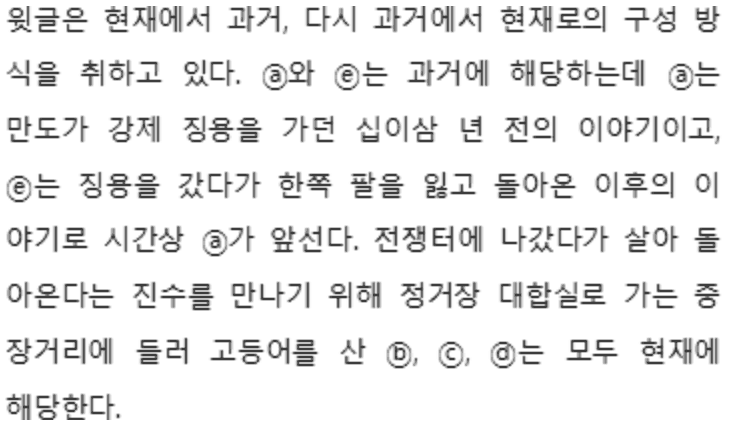 윗글은 현재에서 과거, 다시 과거에서 현재로의 구성 방
식을 취하고 있다. ⓐ와 ⓔ는 과거에 해당하는데 ⓐ는
만도가 강제 징용을 가던 십이삼 년 전의 이야기이고,
ⓔ는 징용을 갔다가 한쪽 팔을 잃고 돌아온 이후의 이
야기로 시간상 ⓐ가 앞선다. 전쟁터에 나갔다가 살아 돌
아온다는 진수를 만나기 위해 정거장 대합실로 가는 중
장거리에 들러 고등어를 산 ⓑ, ⓒ, ⓓ는 모두 현재에
해당한다.